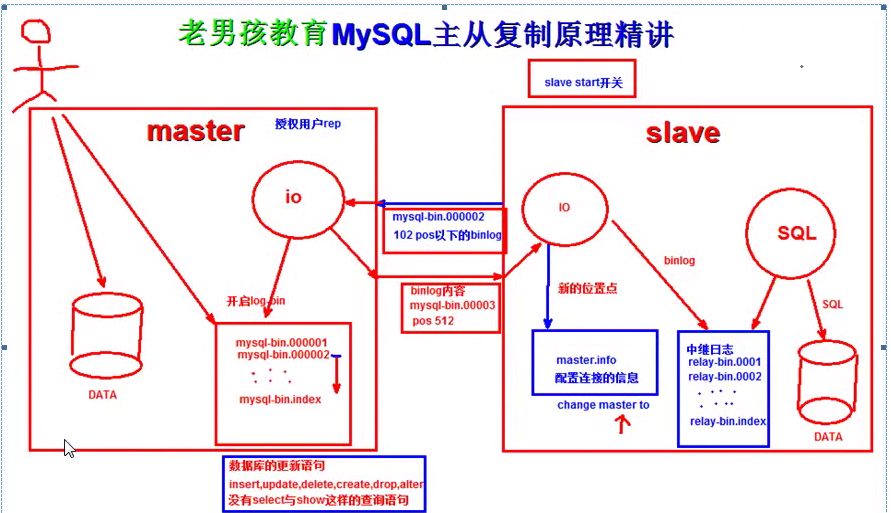 老男孩教育MySQL主从复制原理精讲
slave start开关
master
授权用户rep
slave
io
IO
SQL
mysql-bin.000002
102 pos以下的binlog
binlog
binlog内容
mysql-bin.00003
pos 512
新的位置点
SQL
开启log-bin
mysql-bin.000001
mysql-bin.000002
mysql-bin.index
DATA
master.info
配置连接的信息
change master to
中继日志
relay-bin.0001
relay-bin.0002
relay-bin.index
DATA
数据库的更新语句
insert,update,delete,create,drop,alter
没有select与show这样的查询语句